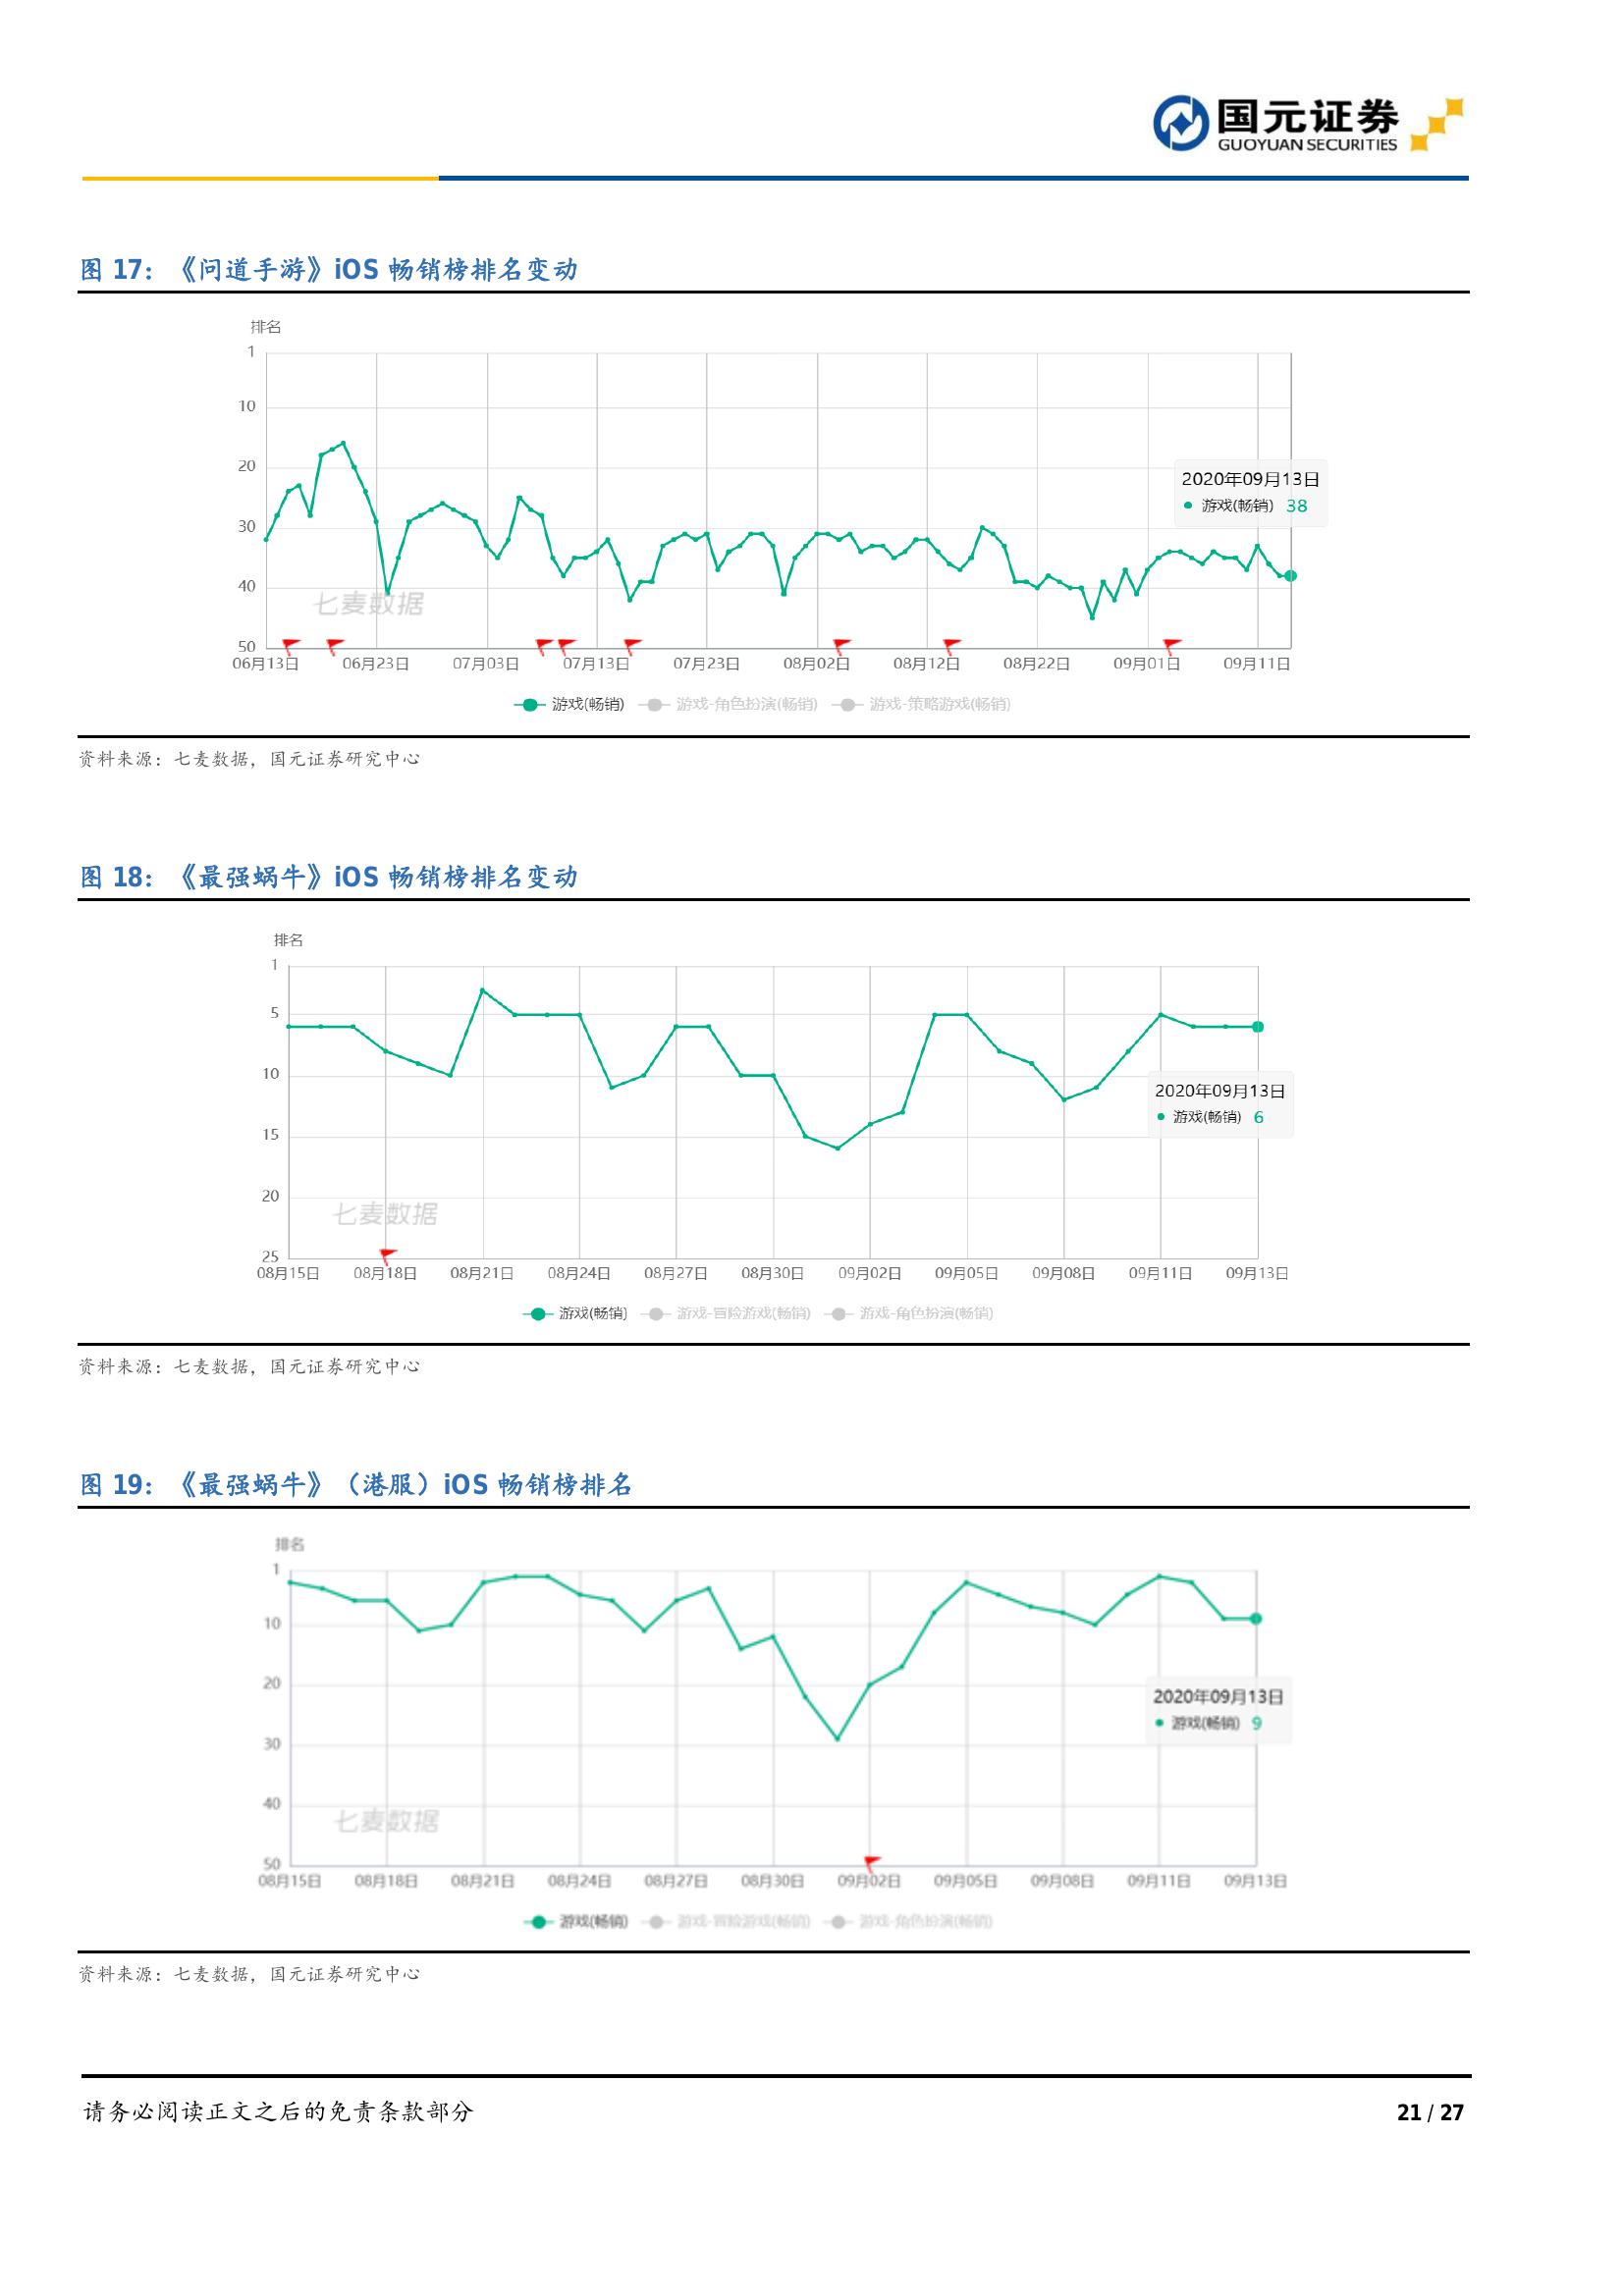 国元证券
GUOYUAN SECURITIES
图 17：《问道手游》iOS 畅销榜排名变动
排名
1
10
20
30
40
50
2020年09月13日
游戏(畅销) 38
七麦数据
06月13日 06月23日 07月03日 07月13日 07月23日 08月02日 08月12日 08月22日 09月01日 09月11日
游戏(畅销) 游戏-角色扮演(畅销) 游戏-策略游戏(畅销)
资料来源：七麦数据，国元证券研究中心
图 18：《最强蜗牛》iOS 畅销榜排名变动
排名
1
5
10
15
20
25
2020年09月13日
游戏(畅销) 6
七麦数据
08月15日 08月18日 08月21日 08月24日 08月27日 08月30日 09月02日 09月05日 09月08日 09月11日 09月13日
游戏(畅销) 游戏-冒险游戏(畅销) 游戏-角色扮演(畅销)
资料来源：七麦数据，国元证券研究中心
图 19：《最强蜗牛》（港服）iOS 畅销榜排名
排名
1
10
20
30
40
50
2020年09月13日
游戏(畅销) 9
七麦数据
08月15日 08月18日 08月21日 08月24日 08月27日 08月30日 09月02日 09月05日 09月08日 09月11日 09月13日
游戏(畅销) 游戏-冒险游戏(畅销) 游戏-角色扮演(畅销)
资料来源：七麦数据，国元证券研究中心
请务必阅读正文之后的免责条款部分
21 / 27